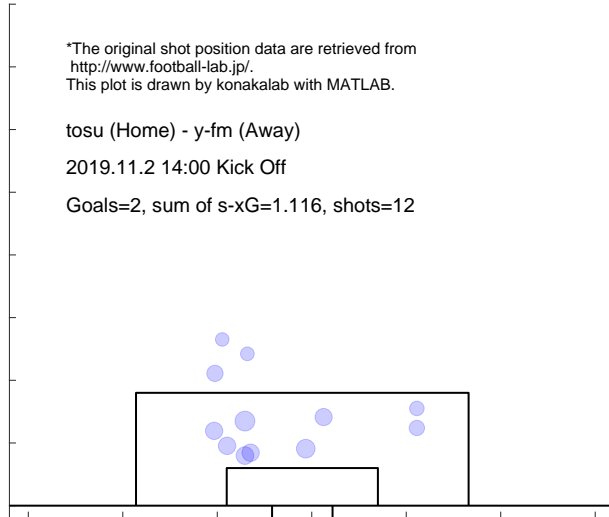 *The original shot position data are retrieved from
http://www.football-lab.jp/.
This plot is drawn by konakalab with MATLAB.
tosu (Home) - y-fm (Away)
2019.11.2 14:00 Kick Off
Goals=2, sum of s-xG=1.116, shots=12